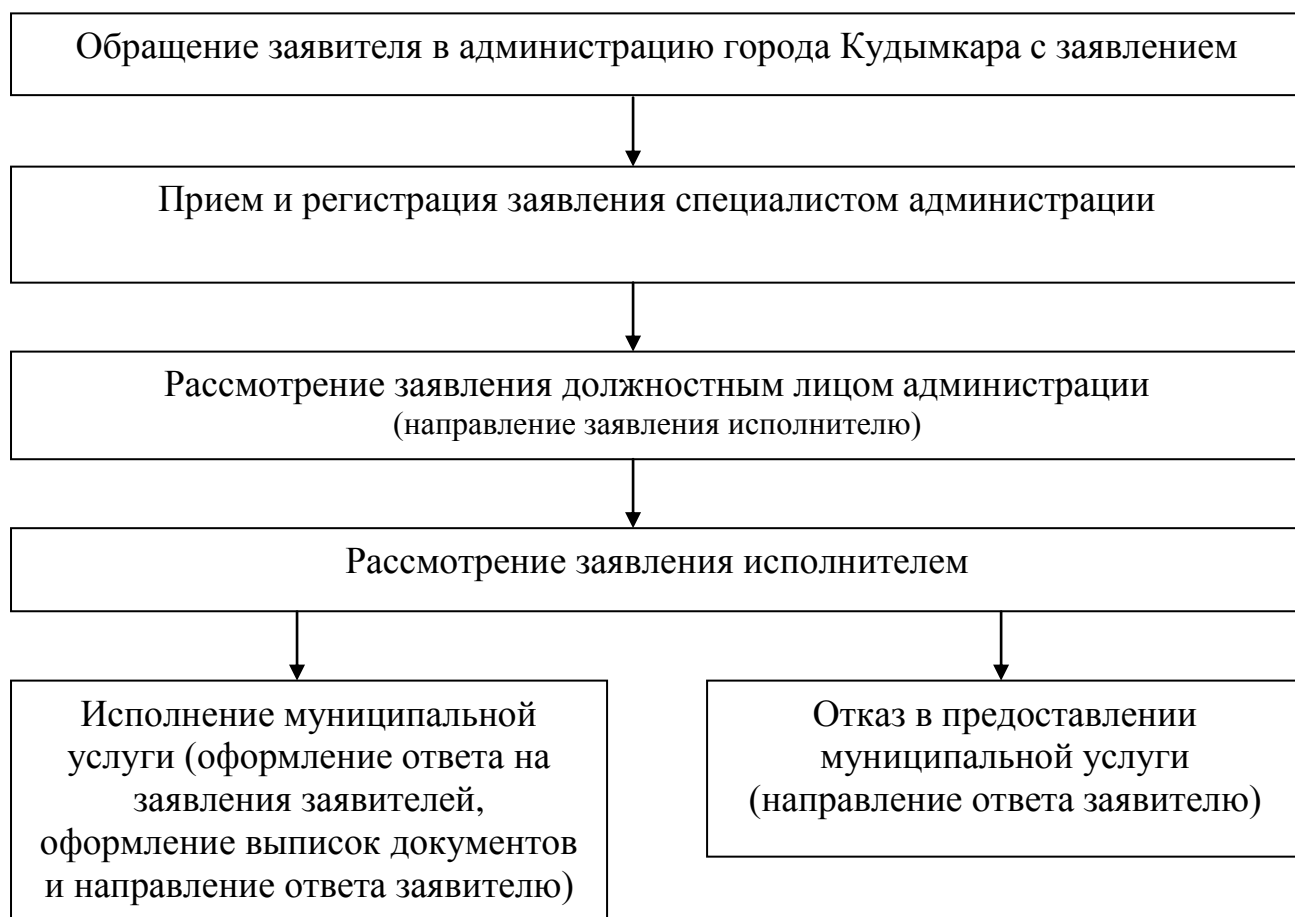 Обращение заявителя в администрацию города Кудымкара с заявлением
Прием и регистрация заявления специалистом администрации
Рассмотрение заявления должностным лицом администрации
(направление заявления исполнителю)
Рассмотрение заявления исполнителем
Исполнение муниципальной
услуги (оформление ответа на
заявления заявителей,
оформление выписок документов
и направление ответа заявителю)
Отказ в предоставлении
муниципальной услуги
(направление ответа заявителю)